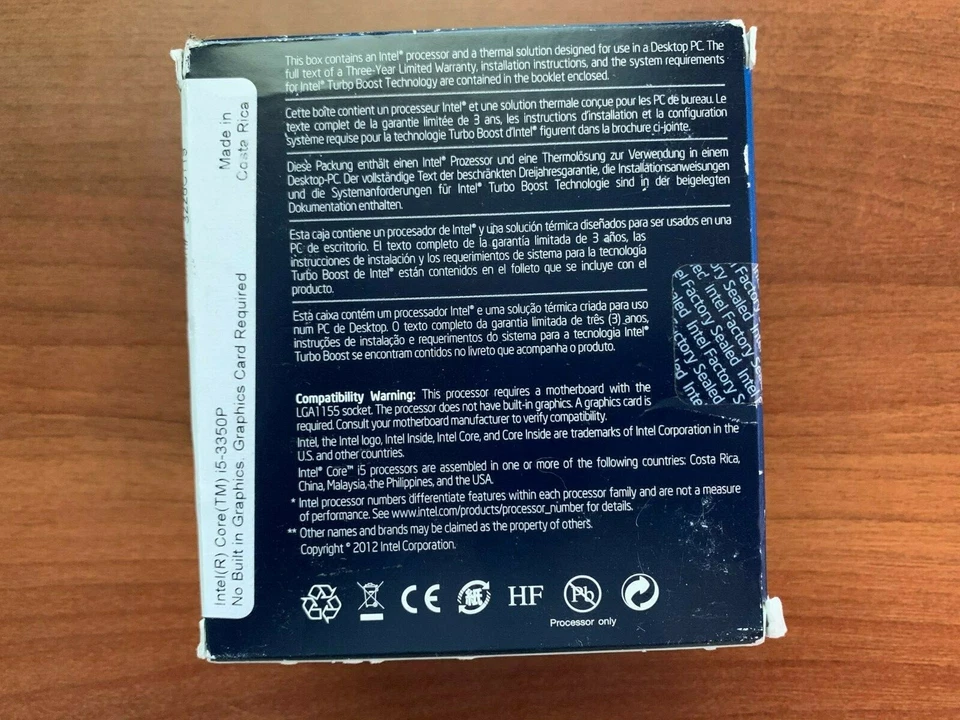 This box contains an Intel® processor and a thermal solution designed for use in a Desktop PC. The
full text of a Three-Year Limited Warranty, installation instructions, and the system requirements
for Intel® Turbo Boost Technology are contained in the booklet enclosed.
Cette boîte contient un processeur Intel® et une solution thermale conçue pour les PC de bureau. Le
texte complet de la garantie limitée de 3 ans, les instructions d'installation et la configuration
système requise pour la technologie Turbo Boost d'Intel® figurent dans la brochure ci-jointe.
Diese Packung enthält einen Intel® Prozessor und eine Thermolösung zur Verwendung in einem
Desktop-PC. Der vollständige Text der beschränkten Dreijahresgarantie, die Installationsanweisungen
und die Systemanforderungen für Intel® Turbo Boost Technologie sind in der beigelegten
Dokumentation enthalten.
Esta caja contiene un procesador de Intel® y una solución térmica diseñados para ser usados en una
PC de escritorio. El texto completo de la garantía limitada de 3 años, las
instrucciones de instalación y los requerimientos de sistema para la tecnología
Turbo Boost de Intel® están contenidos en el folleto que se incluye con el
producto.
Esta caixa contém um processador Intel® e uma solução térmica criada para uso
num PC de Desktop. O texto completo da garantia limitada de três (3) anos,
instruções de instalação e requerimentos do sistema para a tecnologia Intel®
Turbo Boost se encontram contidos no livreto que acompanha o produto.
Compatibility Warning: This processor requires a motherboard with the
LGA1155 socket. The processor does not have built-in graphics. A graphics card is
required. Consult your motherboard manufacturer to verify compatibility.
Intel, the Intel logo, Intel Inside, Intel Core, and Core Inside are trademarks of Intel Corporation in the
U.S. and other countries.
Intel® Core™ i5 processors are assembled in one or more of the following countries: Costa Rica,
China, Malaysia, the Philippines, and the USA.
* Intel processor numbers differentiate features within each processor family and are not a measure
of performance. See www.intel.com/products/processor_number for details.
** Other names and brands may be claimed as the property of others.
Copyright © 2012 Intel Corporation.
CE
紙
HF
Pb
Processor only
Made in
Costa Rica
Intel(R) Core(TM) i5-3350P
No Built in Graphics. Graphics Card Required
Factory
Intel Factory Sealed
Intel Factory Sealed
Factory Sealed